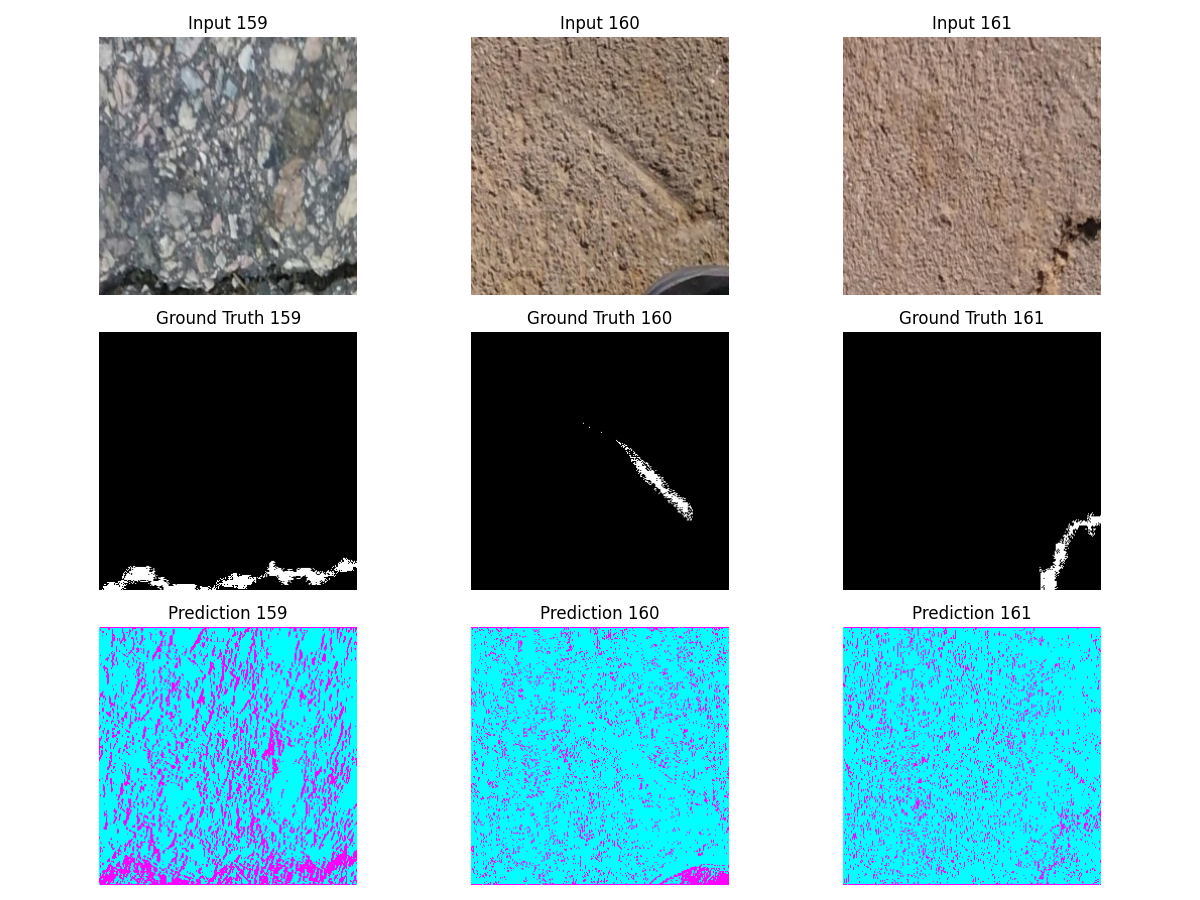 Input 159
Input 160
Input 161
Ground Truth 159
Ground Truth 160
Ground Truth 161
Prediction 159
Prediction 160
Prediction 161